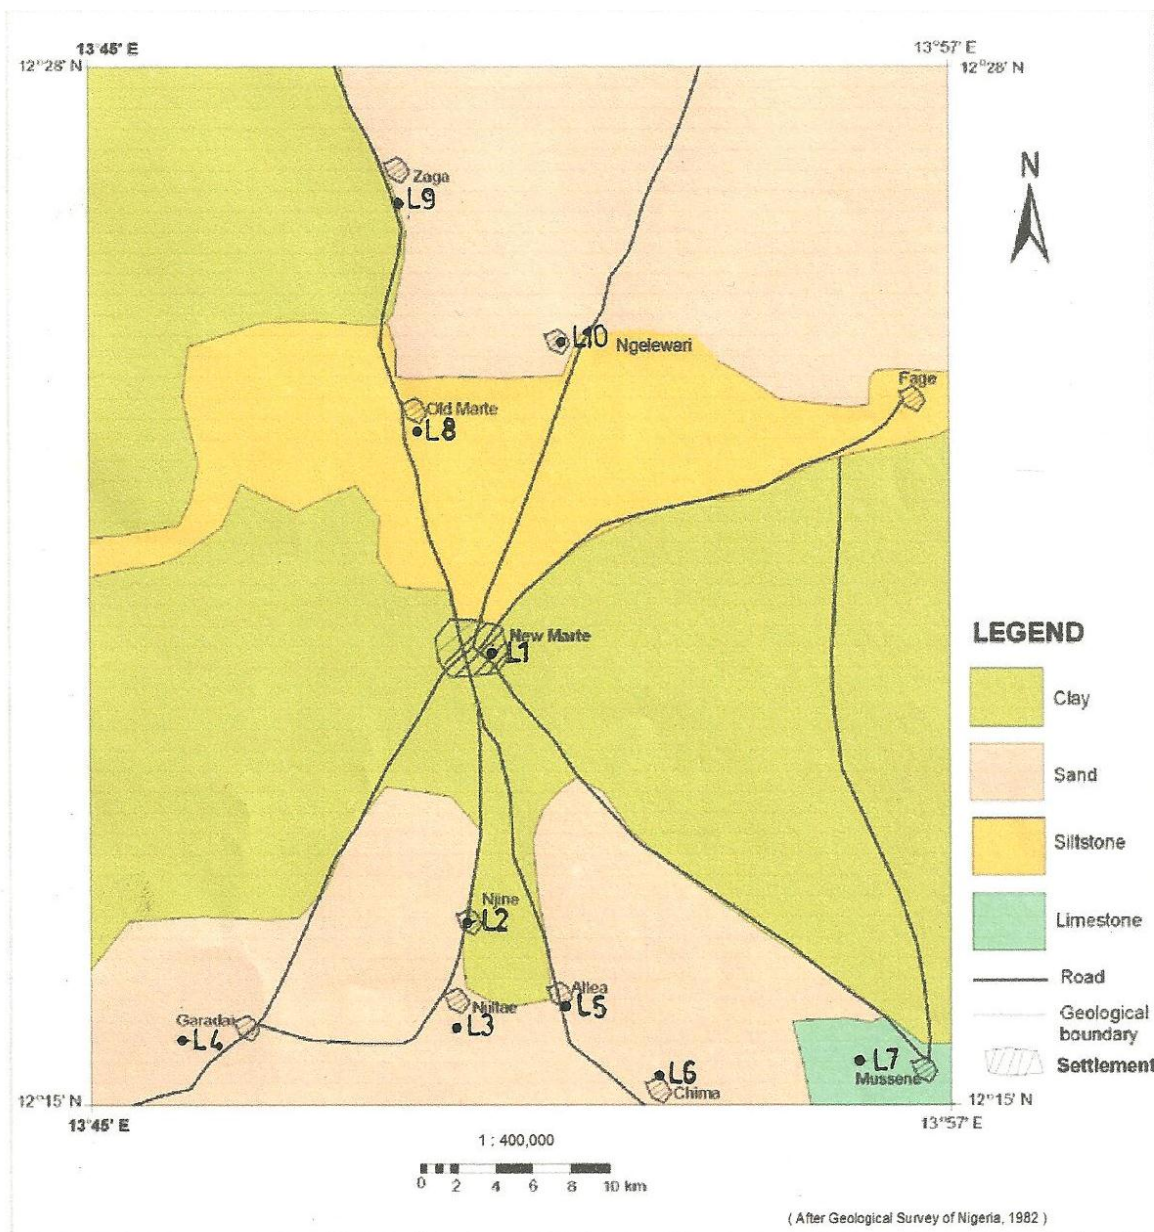 13°45' E
13°57' E
12°28' N
12°28' N
N
Zaga
L9
L10
Ngelewari
Fage
Old Marte
L8
New Marte
L1
LEGEND
Clay
Sand
Siltstone
Limestone
Road
Geological
boundary
Settlement
Njine
L2
Allea
L5
L3
Garadai
L4
L6
Chima
L7
Mussene
12°15' N
12°15' N
13°45' E
13°57' E
1 : 400,000
0 2 4 6 8 10 km
( After Geological Survey of Nigeria, 1982 )